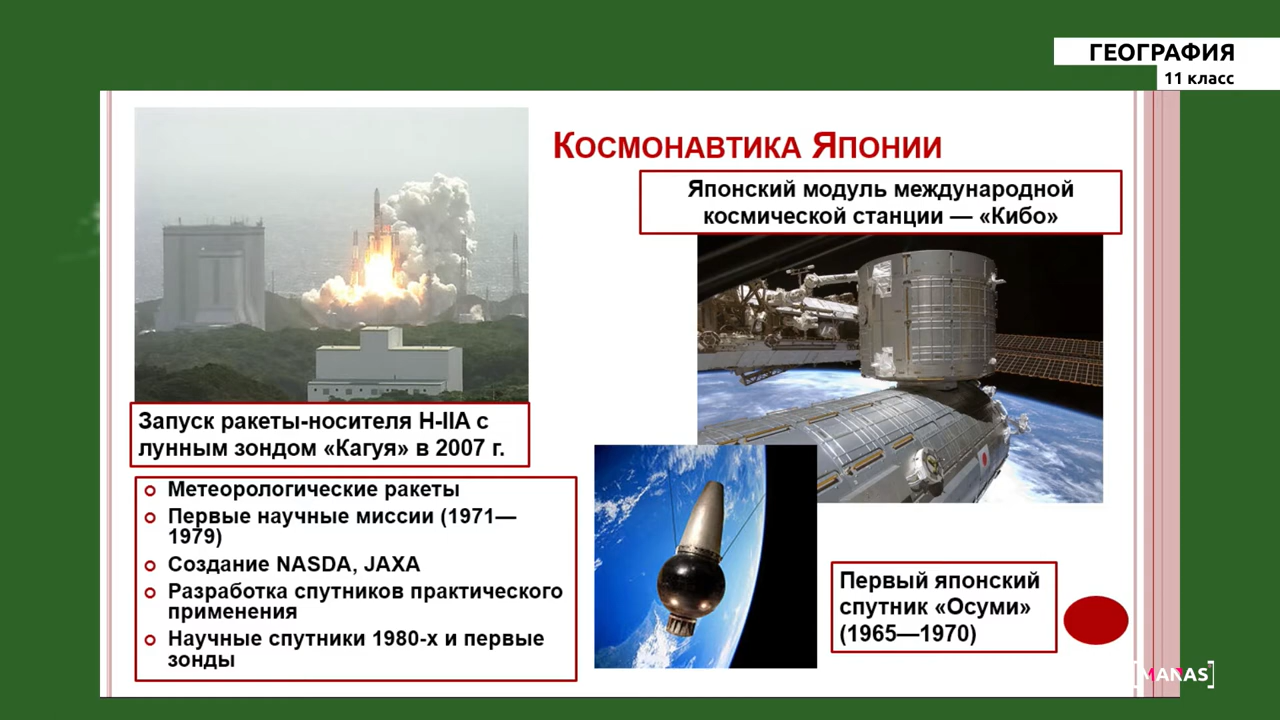 ГЕОГРАФИЯ
11 класс
КОСМОНАВТИКА ЯПОНИИ
Японский модуль международной
космической станции — «Кибо»
Запуск ракеты-носителя H-IIA с
лунным зондом «Кагуя» в 2007 г.
Метеорологические ракеты
Первые научные миссии (1971—
1979)
Создание NASDA, JAXA
Разработка спутников практического
применения
Научные спутники 1980-х и первые
зонды
Первый японский
спутник «Осуми»
(1965—1970)
[MANAS]